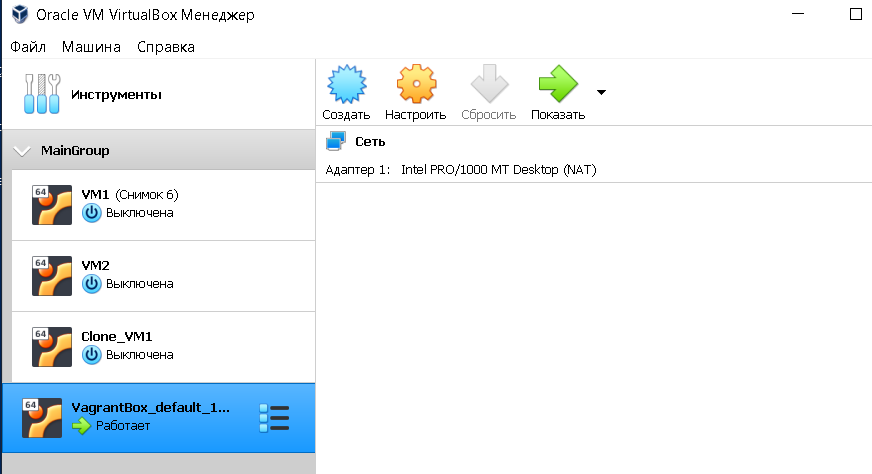 Oracle VM VirtualBox Менеджер
Файл Машина Справка
Инструменты
Создать Настроить Сбросить Показать
Сеть
Адаптер 1: Intel PRO/1000 MT Desktop (NAT)
MainGroup
64
VM1 (Снимок 6)
Выключена
64
VM2
Выключена
64
Clone_VM1
Выключена
64
VagrantBox_default_1...
Работает